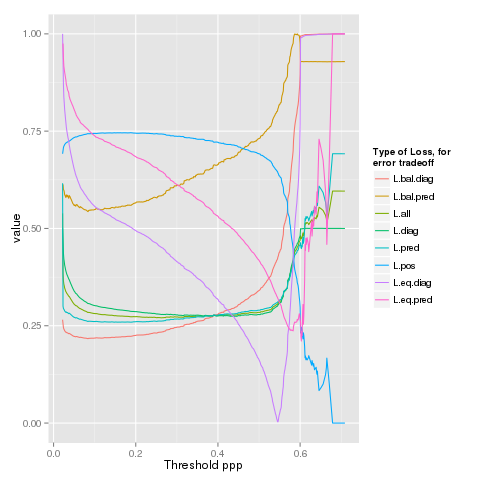 1.00
0.75
0.50
0.25
0.00
value
0.0
0.2
0.4
0.6
Threshold ppp
Type of Loss, for
error tradeoff
L.bal.diag
L.bal.pred
L.all
L.diag
L.pred
L.pos
L.eq.diag
L.eq.pred